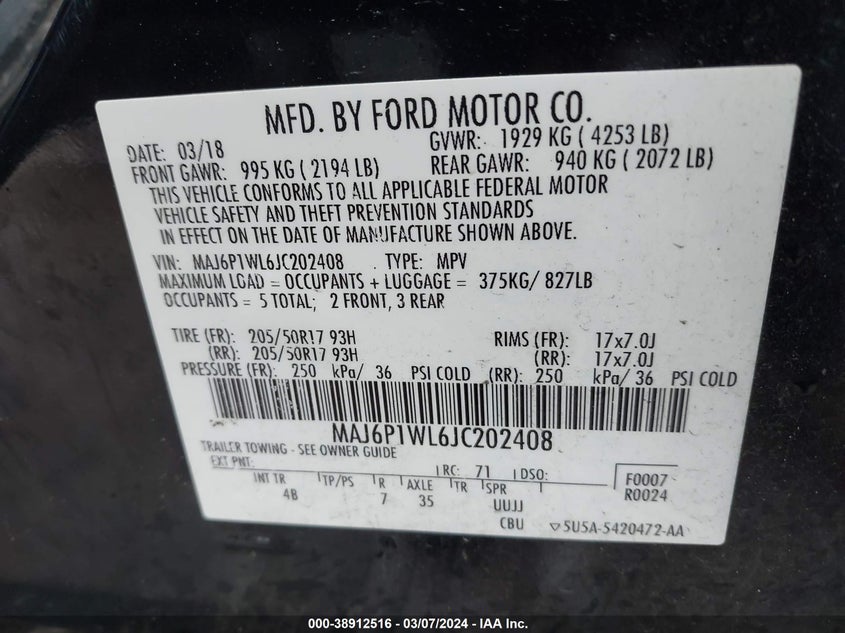 MFD. BY FORD MOTOR CO.
DATE: 03/18 GVWR: 1929 KG ( 4253 LB)
FRONT GAWR: 995 KG ( 2194 LB) REAR GAWR: 940 KG ( 2072 LB)
THIS VEHICLE CONFORMS TO ALL APPLICABLE FEDERAL MOTOR
VEHICLE SAFETY AND THEFT PREVENTION STANDARDS
IN EFFECT ON THE DATE OF MANUFACTURE SHOWN ABOVE.
VIN: MAJ6P1WL6JC202408 TYPE: MPV
MAXIMUM LOAD = OCCUPANTS + LUGGAGE = 375KG/ 827LB
OCCUPANTS = 5 TOTAL; 2 FRONT, 3 REAR
TIRE (FR): 205/50R17 93H RIMS (FR): 17x7.0J
(RR): 205/50R17 93H (RR): 17x7.0J
PRESSURE (FR): 250 kPa/ 36 PSI COLD (RR): 250 kPa/ 36 PSI COLD
MAJ6P1WL6JC202408
TRAILER TOWING - SEE OWNER GUIDE
EXT PNT: RC: 71 DSO: F0007
INT TR TP/PS R AXLE TR SPR R0024
4B 7 35 UUJJ
CBU 5U5A-5420472-AA
000-38912516 - 03/07/2024 - IAA Inc.